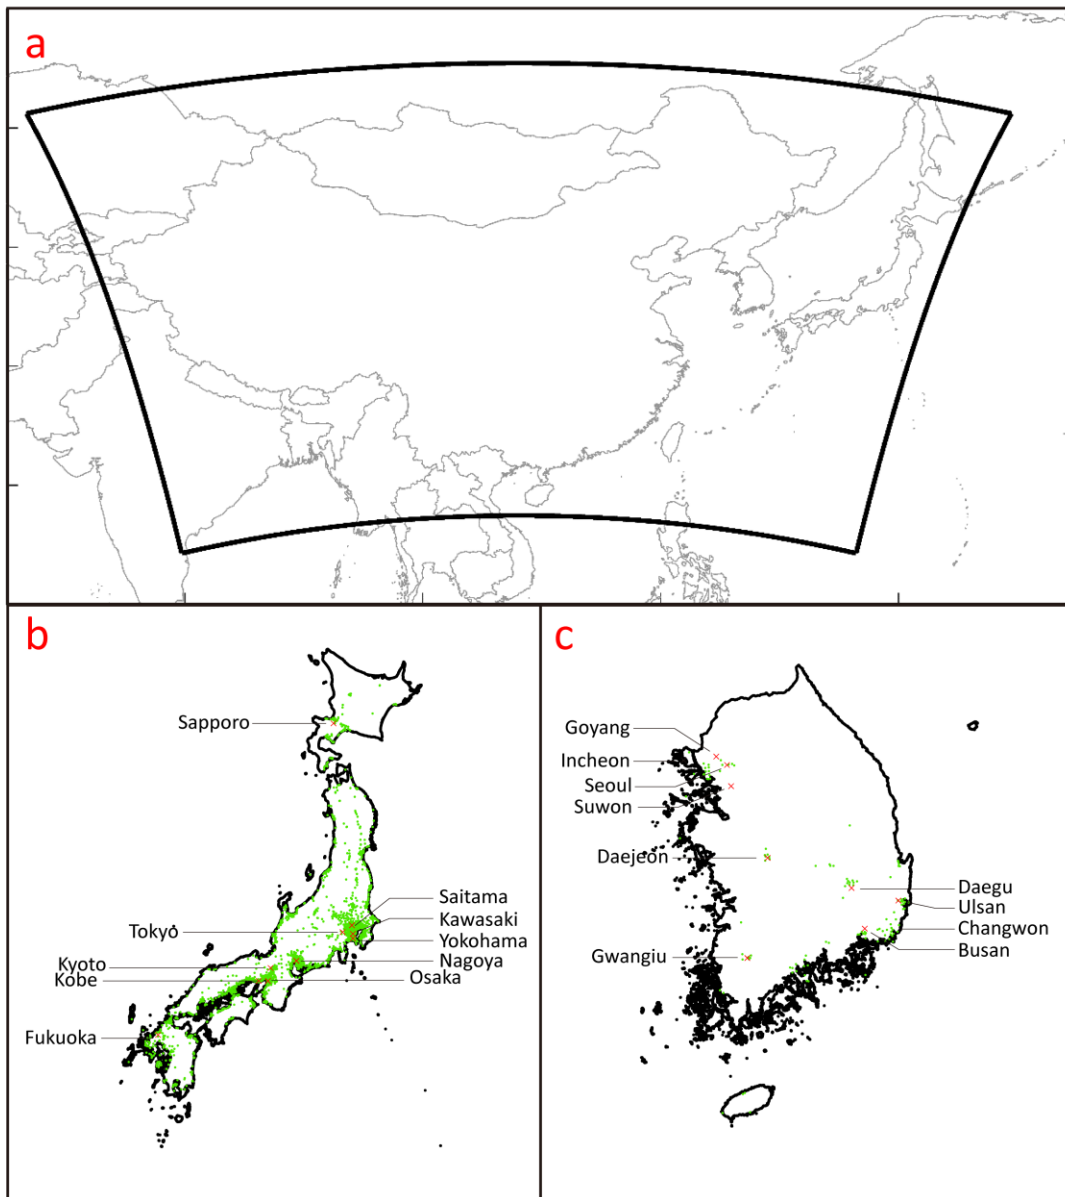 a
b
Sapporo
Saitama
Kawasaki
Tokyo
Yokohama
Nagoya
Kyoto
Kobe
Osaka
Fukuoka
c
Goyang
Incheon
Seoul
Suwon
Daejeon
Daegu
Ulsan
Changwon
Busan
Gwangiu